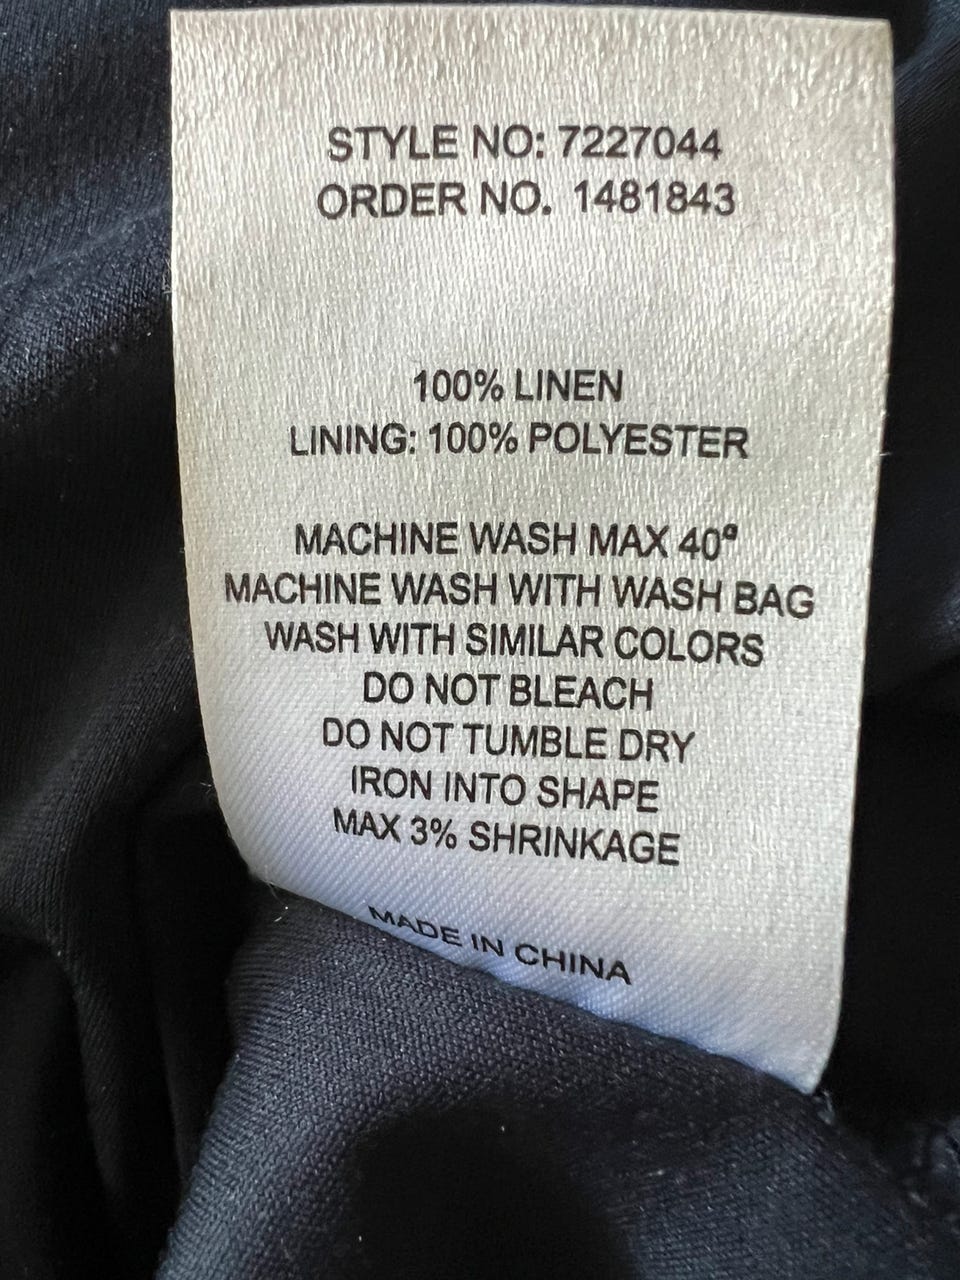 STYLE NO: 7227044
ORDER NO. 1481843
100% LINEN
LINING: 100% POLYESTER
MACHINE WASH MAX 40ª
MACHINE WASH WITH WASH BAG
WASH WITH SIMILAR COLORS
DO NOT BLEACH
DO NOT TUMBLE DRY
IRON INTO SHAPE
MAX 3% SHRINKAGE
MADE IN CHINA